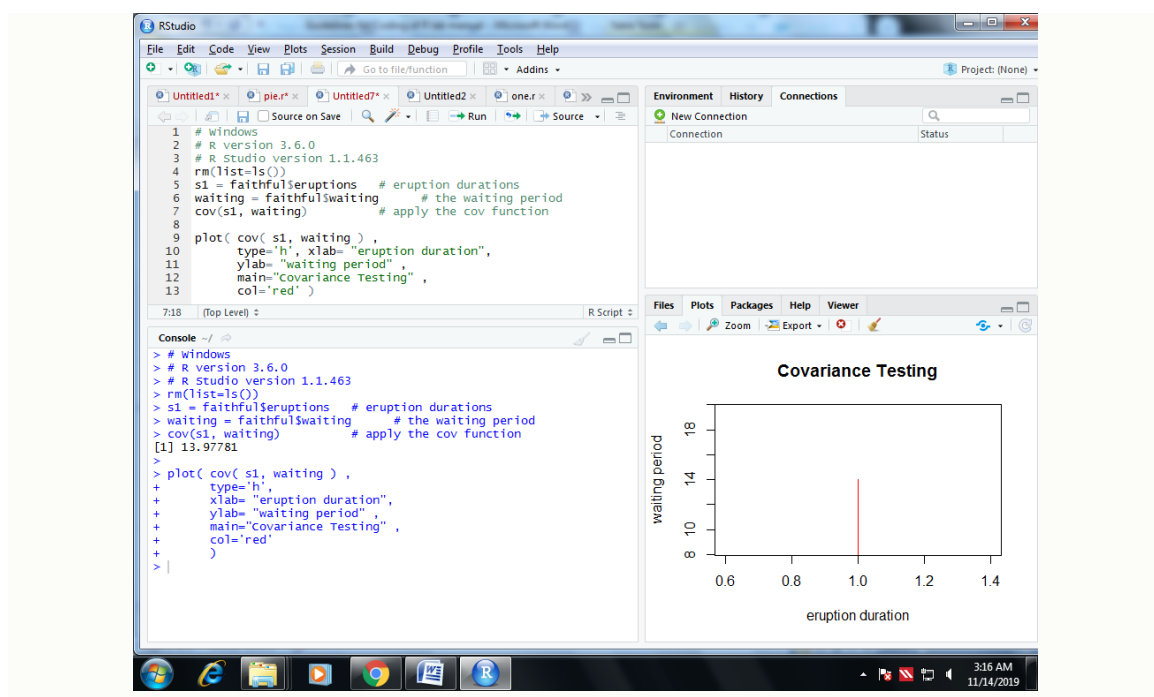 RStudio
File Edit Code View Plots Session Build Debug Profile Tools Help
Go to file/function Addins Project: (None)
Untitled1* pie.r* Untitled7* Untitled2 one.r
Source on Save Run Source
1 # Windows
2 # R version 3.6.0
3 # R Studio version 1.1.463
4 rm(list=ls())
5 s1 = faithful$eruptions # eruption durations
6 waiting = faithful$waiting # the waiting period
7 cov(s1, waiting) # apply the cov function
8
9 plot( cov( s1, waiting ) ,
10 type='h', xlab= "eruption duration",
11 ylab= "waiting period" ,
12 main="Covariance Testing" ,
13 col='red' )
7:18 (Top Level) R Script
Console ~/
> # Windows
> # R version 3.6.0
> # R Studio version 1.1.463
> rm(list=ls())
> s1 = faithful$eruptions # eruption durations
> waiting = faithful$waiting # the waiting period
> cov(s1, waiting) # apply the cov function
[1] 13.97781
>
> plot( cov( s1, waiting ) ,
+ type='h',
+ xlab= "eruption duration",
+ ylab= "waiting period" ,
+ main="Covariance Testing" ,
+ col='red'
+ )
>
Environment History Connections
New Connection
Connection Status
Files Plots Packages Help Viewer
Zoom Export
Covariance Testing
waiting period
18
14
10
8
0.6 0.8 1.0 1.2 1.4
eruption duration
3:16 AM
11/14/2019